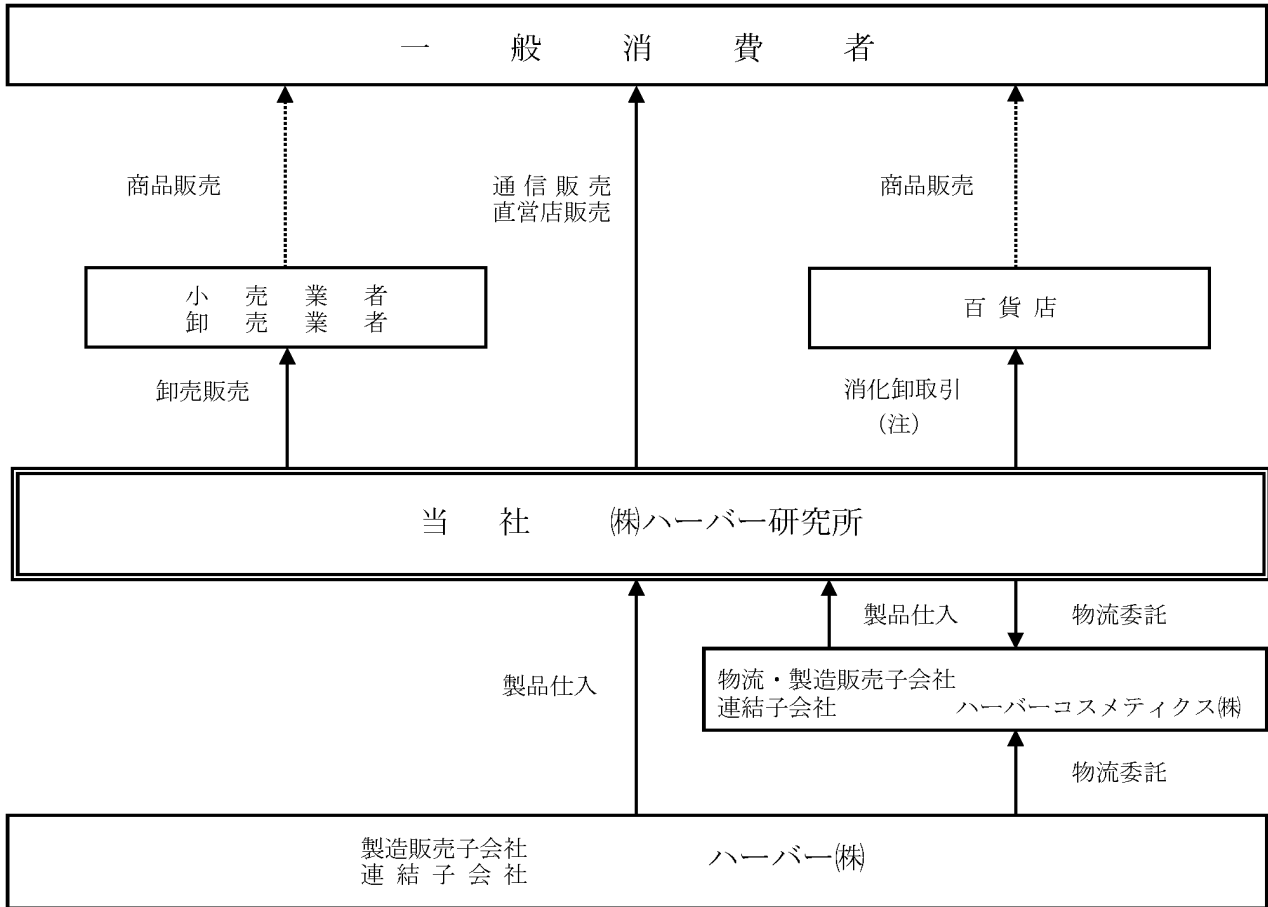 一般消費者
商品販売
通信販売
直営店販売
商品販売
小売業者
卸売業者
百貨店
卸売販売
消化卸取引
(注)
当社 ㈱ハーバー研究所
製品仕入
物流委託
製品仕入
物流・製造販売子会社
連結子会社 ハーバーコスメティクス㈱
物流委託
製造販売子会社
連結子会社
ハーバー㈱